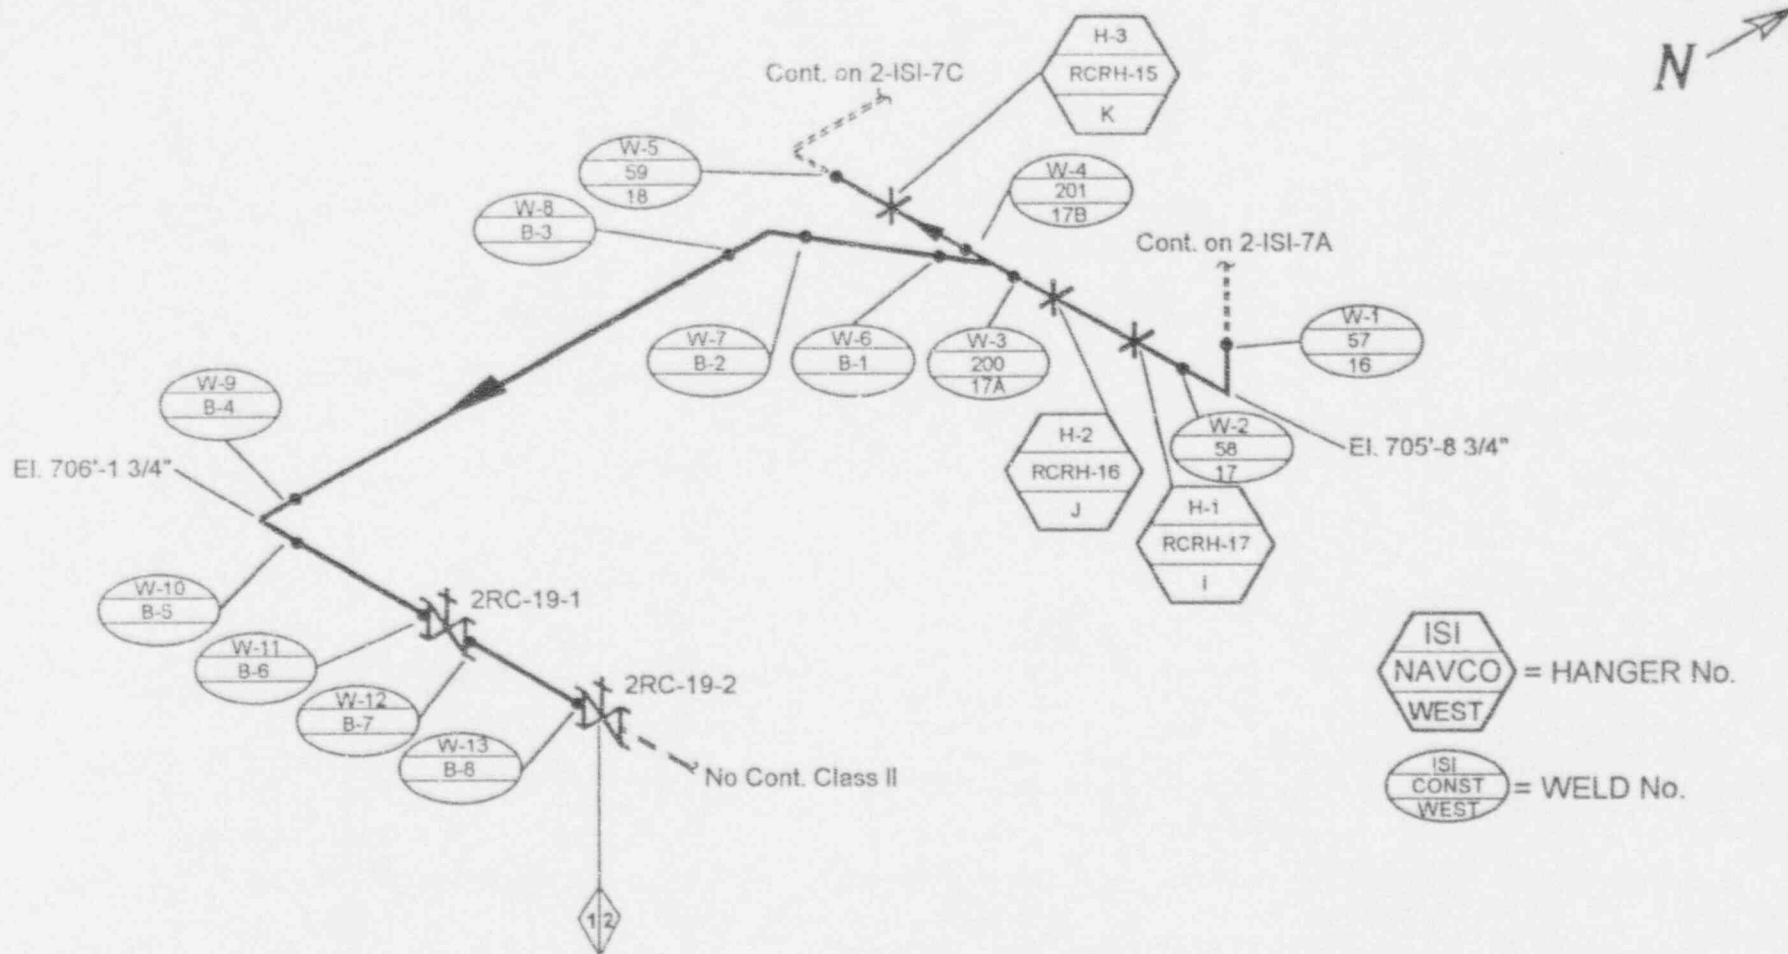 N
H-3
RCRH-15
K
Cont. on 2-ISI-7C
W-5
59
18
W-4
201
17B
W-8
B-3
Cont. on 2-ISI-7A
W-7
B-2
W-6
B-1
W-3
200
17A
W-1
57
16
W-9
B-4
H-2
RCRH-16
J
W-2
58
17
El. 705'-8 3/4"
El. 706'-1 3/4"
H-1
RCRH-17
I
W-10
B-5
2RC-19-1
W-11
B-6
W-12
B-7
2RC-19-2
W-13
B-8
No Cont. Class II
1 2
ISI
NAVCO
WEST
= HANGER No.
ISI
CONST
WEST
= WELD No.